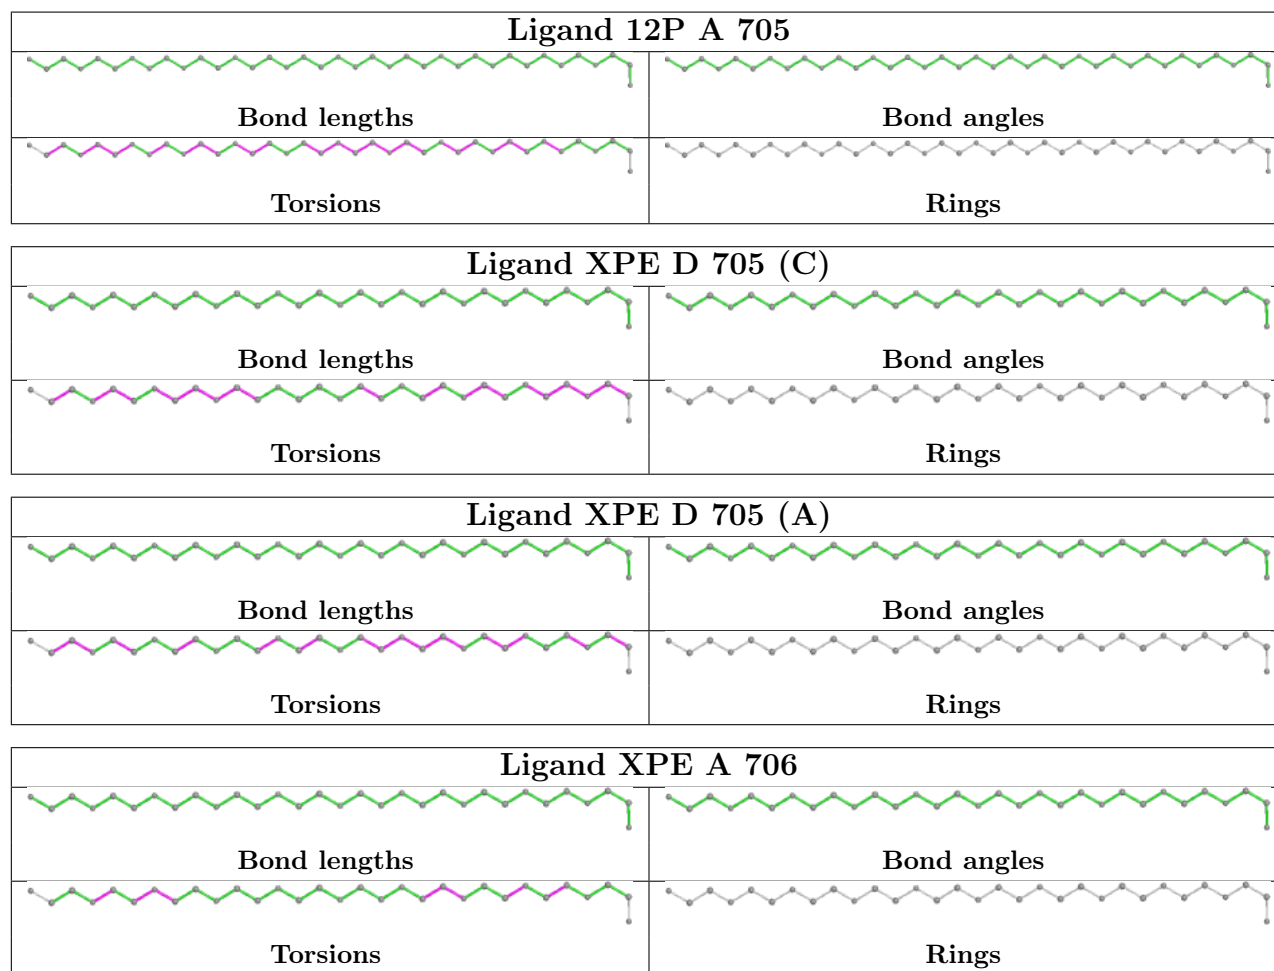 Ligand 12P A 705
Bond lengths
Bond angles
Torsions
Rings
Ligand XPE D 705 (C)
Bond lengths
Bond angles
Torsions
Rings
Ligand XPE D 705 (A)
Bond lengths
Bond angles
Torsions
Rings
Ligand XPE A 706
Bond lengths
Bond angles
Torsions
Rings